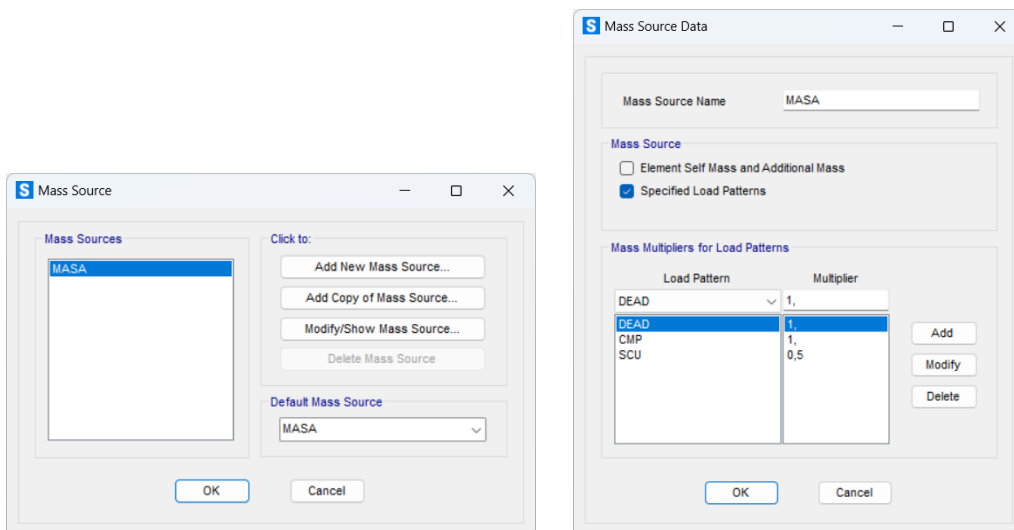 S Mass Source
Mass Sources
MASA
Click to:
Add New Mass Source...
Add Copy of Mass Source...
Modify/Show Mass Source...
Delete Mass Source
Default Mass Source
MASA
OK Cancel
S Mass Source Data
Mass Source Name MASA
Mass Source
Element Self Mass and Additional Mass
Specified Load Patterns
Mass Multipliers for Load Patterns
Load Pattern Multiplier
DEAD 1,
DEAD 1,
CMP 1,
SCU 0,5
Add
Modify
Delete
OK Cancel